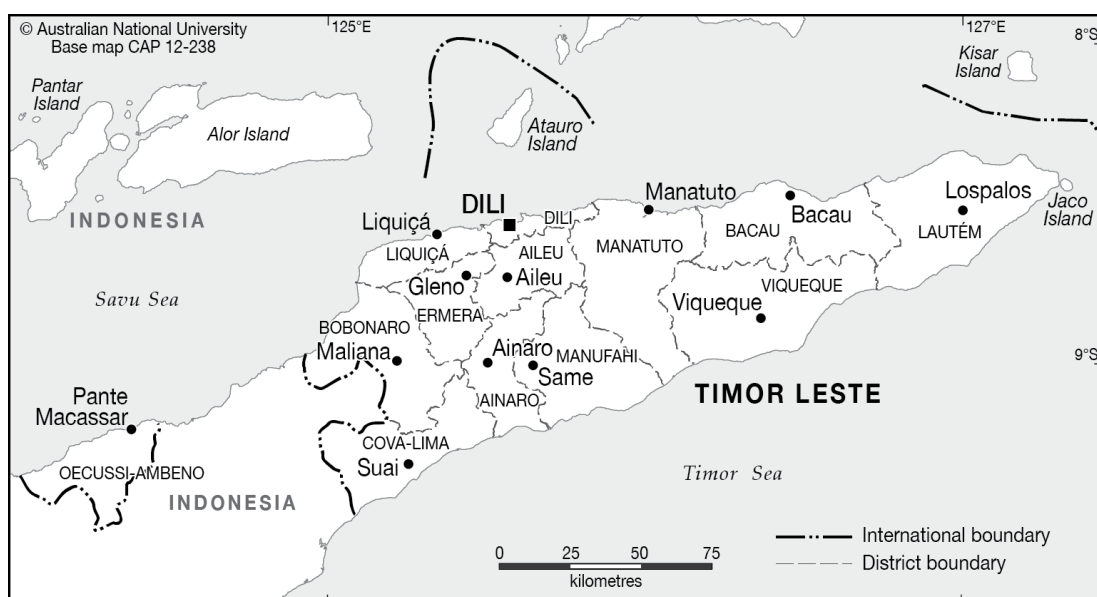 © Australian National University
Base map CAP 12-238
125°E
127°E
8°S
Kisar
Island
Pantar
Island
Alor Island
Atauro
Island
INDONESIA
DILI
Manatuto
Lospalos
Jaco
Island
Liquiçá
DILI
Bacau
BACAU
LAUTÉM
LIQUIÇÁ
AILEU
MANATUTO
Gleno
Aileu
VIQUEQUE
Savu Sea
Viqueque
ERMERA
BOBONARO
Maliana
Ainaro
MANUFAHI
Same
9°S
TIMOR LESTE
Pante
Macassar
AINARO
COVA-LIMA
Suai
OECUSSI-AMBENO
Timor Sea
INDONESIA
International boundary
District boundary
0 25 50 75
kilometres